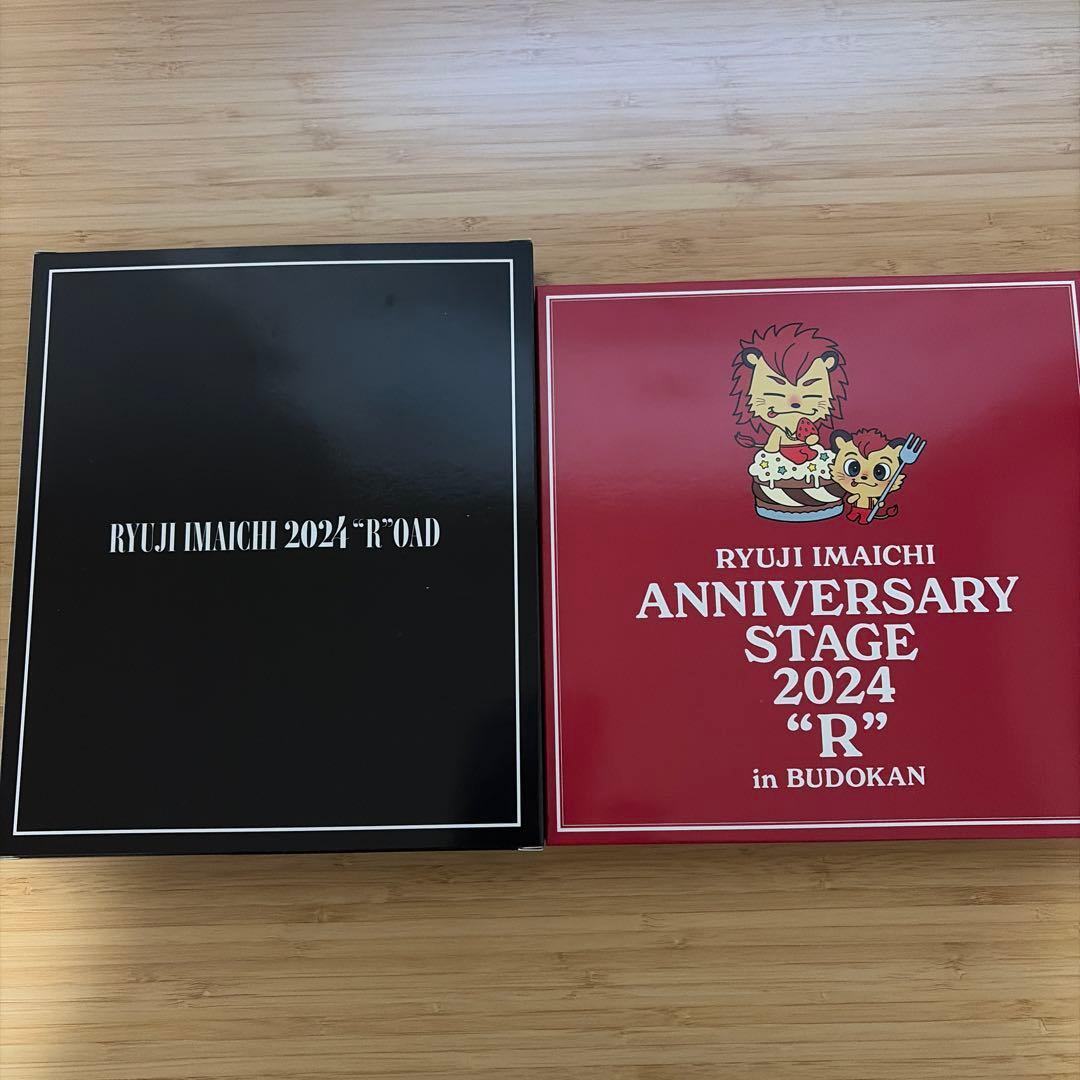 RYUJI IMAICHI 2024 “R”OAD
RYUJI IMAICHI
ANNIVERSARY
STAGE
2024
“R”
in BUDOKAN